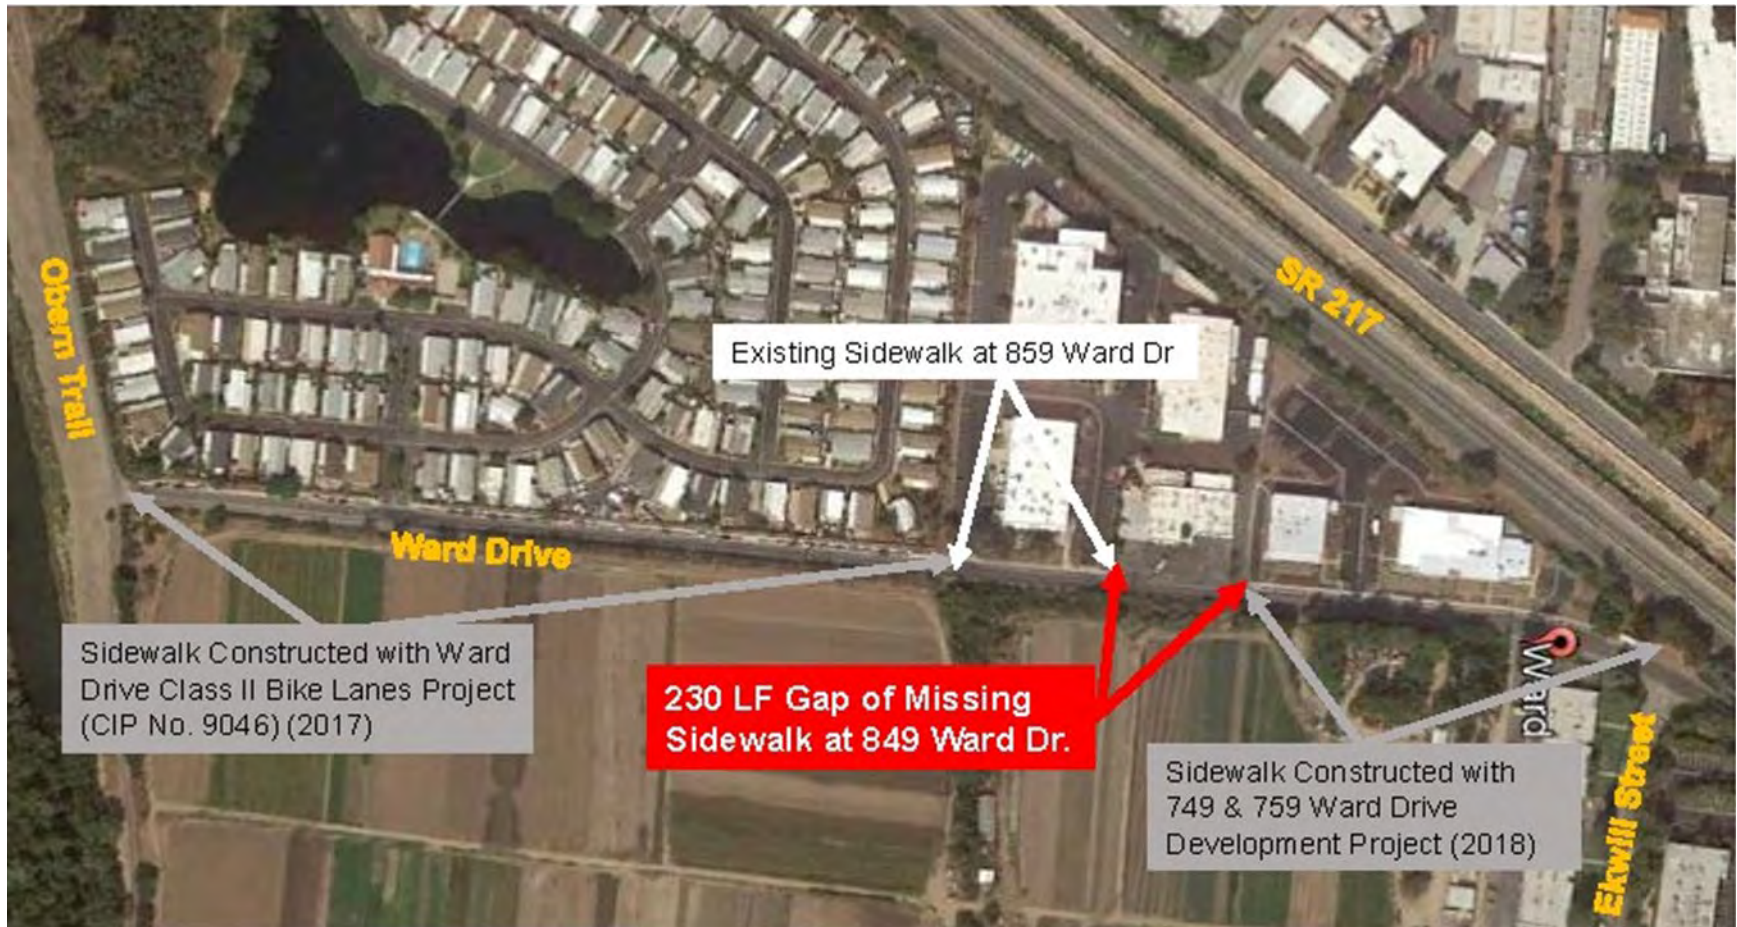 SR 217
Obern Trail
Existing Sidewalk at 859 Ward Dr
Ward Drive
Sidewalk Constructed with Ward
Drive Class II Bike Lanes Project
(CIP No. 9046) (2017)
230 LF Gap of Missing
Sidewalk at 849 Ward Dr.
Ward
Sidewalk Constructed with
749 & 759 Ward Drive
Development Project (2018)
Ekwill Street